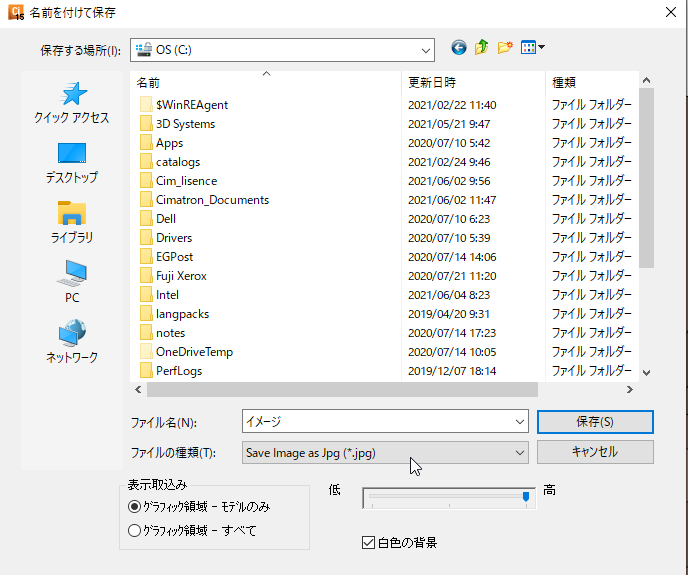 名前を付けて保存
保存する場所(I): OS (C:)
名前 更新日時 種類
$WinREAgent 2021/02/22 11:40 ファイル フォルダー
3D Systems 2021/05/21 9:47 ファイル フォルダー
Apps 2020/07/10 5:42 ファイル フォルダー
catalogs 2021/02/24 9:46 ファイル フォルダー
Cim_lisence 2021/06/02 9:56 ファイル フォルダー
Cimatron_Documents 2021/06/02 11:47 ファイル フォルダー
Dell 2020/07/10 6:23 ファイル フォルダー
Drivers 2020/07/10 5:39 ファイル フォルダー
EGPost 2020/07/14 14:06 ファイル フォルダー
Fuji Xerox 2020/07/21 11:20 ファイル フォルダー
Intel 2021/06/04 8:23 ファイル フォルダー
langpacks 2019/04/20 9:31 ファイル フォルダー
notes 2020/07/14 17:23 ファイル フォルダー
OneDriveTemp 2020/07/14 10:05 ファイル フォルダー
PerfLogs 2019/12/07 18:14 ファイル フォルダー
クイック アクセス
デスクトップ
ライブラリ
PC
ネットワーク
ファイル名(N): イメージ 保存(S)
ファイルの種類(T): Save Image as Jpg (*.jpg) キャンセル
表示取込み
グラフィック領域 - モデルのみ
グラフィック領域 - すべて
低 高
白色の背景